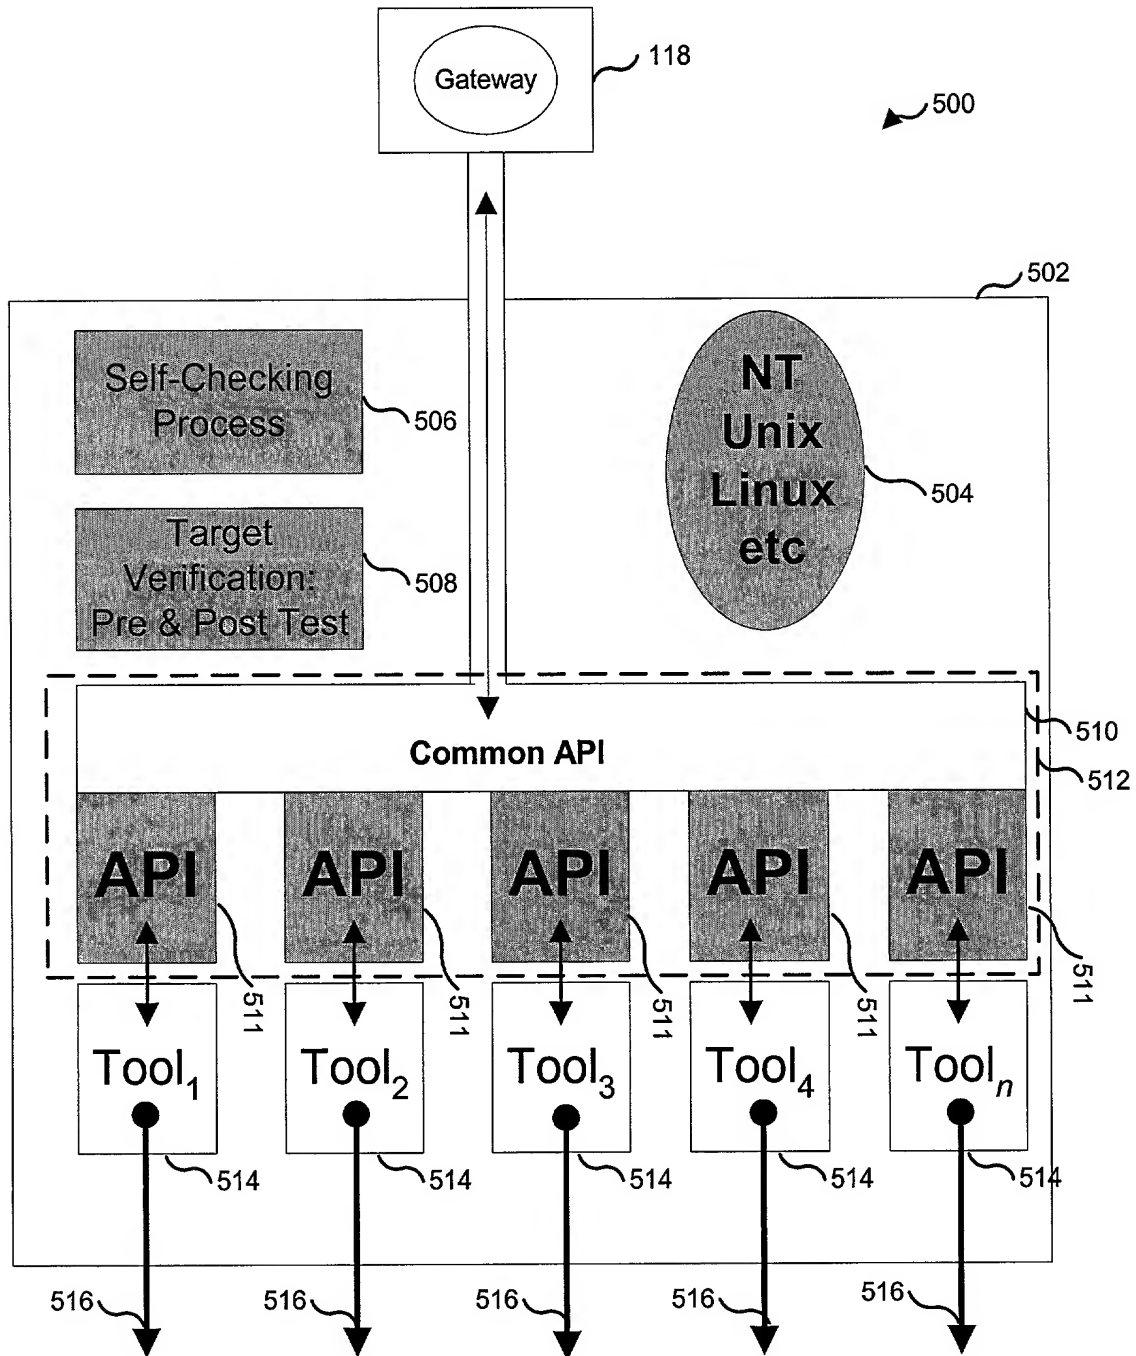 Gateway
118
500
502
Self-Checking
Process
506
NT
Unix
Linux
etc
504
Target
Verification:
Pre & Post Test
508
510
Common API
512
API
API
API
API
API
511
511
511
511
511
Tool1
Tool2
Tool3
Tool4
Tooln
514
514
514
514
514
516
516
516
516
516